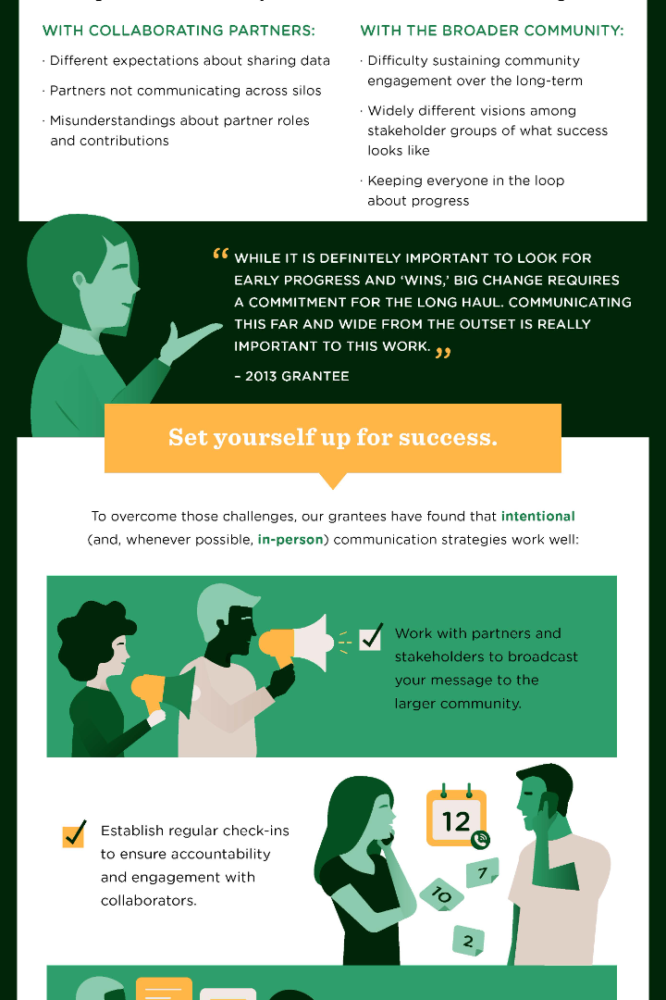 WITH COLLABORATING PARTNERS:
· Different expectations about sharing data
· Partners not communicating across silos
· Misunderstandings about partner roles
and contributions
WITH THE BROADER COMMUNITY:
· Difficulty sustaining community
engagement over the long-term
· Widely different visions among
stakeholder groups of what success
looks like
· Keeping everyone in the loop
about progress
“ WHILE IT IS DEFINITELY IMPORTANT TO LOOK FOR
EARLY PROGRESS AND ‘WINS,’ BIG CHANGE REQUIRES
A COMMITMENT FOR THE LONG HAUL. COMMUNICATING
THIS FAR AND WIDE FROM THE OUTSET IS REALLY
IMPORTANT TO THIS WORK. ”
– 2013 GRANTEE
Set yourself up for success.
To overcome those challenges, our grantees have found that intentional
(and, whenever possible, in-person) communication strategies work well:
Work with partners and
stakeholders to broadcast
your message to the
larger community.
Establish regular check-ins
to ensure accountability
and engagement with
collaborators.
12
7
10
2